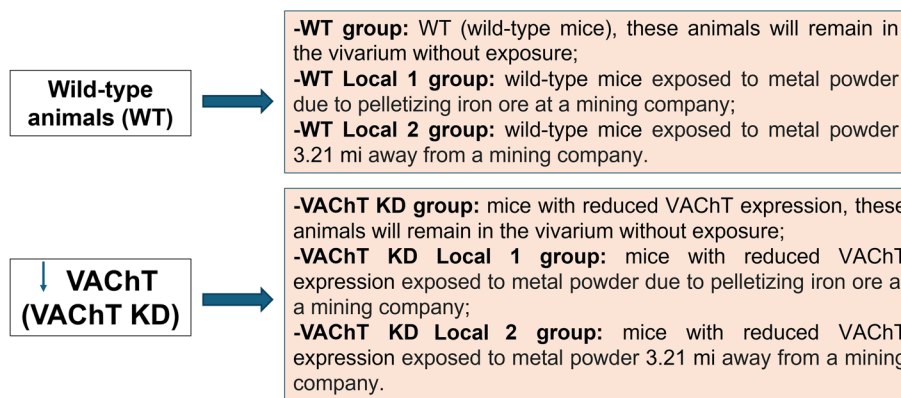 Wild-type
animals (WT)
-WT group: WT (wild-type mice), these animals will remain in
the vivarium without exposure;
-WT Local 1 group: wild-type mice exposed to metal powder
due to pelletizing iron ore at a mining company;
-WT Local 2 group: wild-type mice exposed to metal powder
3.21 mi away from a mining company.
↓ VAChT
(VAChT KD)
-VAChT KD group: mice with reduced VAChT expression, these
animals will remain in the vivarium without exposure;
-VAChT KD Local 1 group: mice with reduced VAChT
expression exposed to metal powder due to pelletizing iron ore a
a mining company;
-VAChT KD Local 2 group: mice with reduced VAChT
expression exposed to metal powder 3.21 mi away from a mining
company.